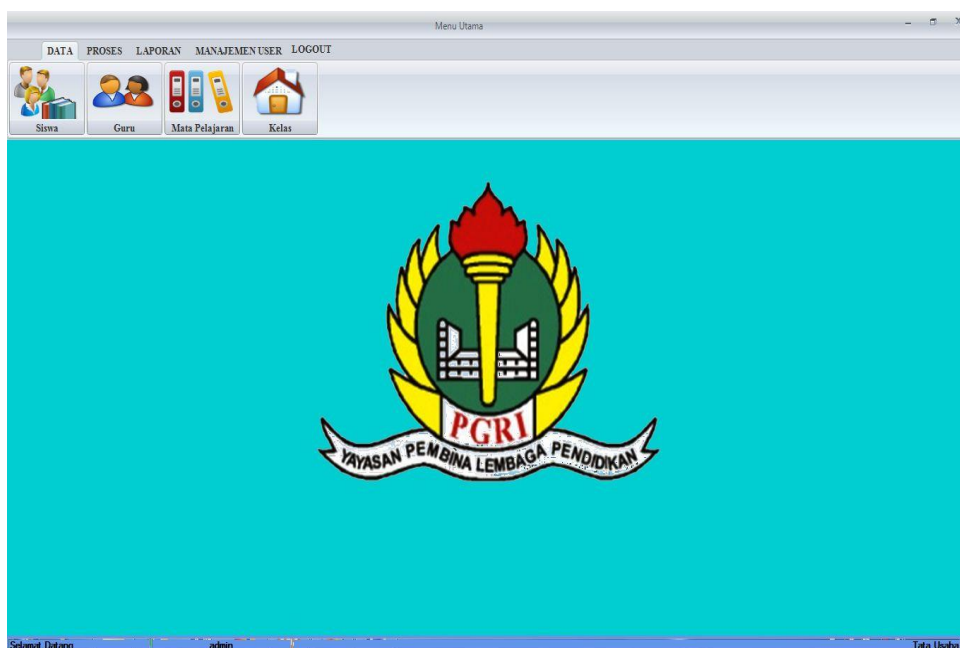 Menu Utama
DATA PROSES LAPORAN MANAJEMEN USER LOGOUT
Siswa Guru Mata Pelajaran Kelas
PGRI
YAYASAN PEMBINA LEMBAGA PENDIDIKAN
Selamat Datang admin Tata Usaha